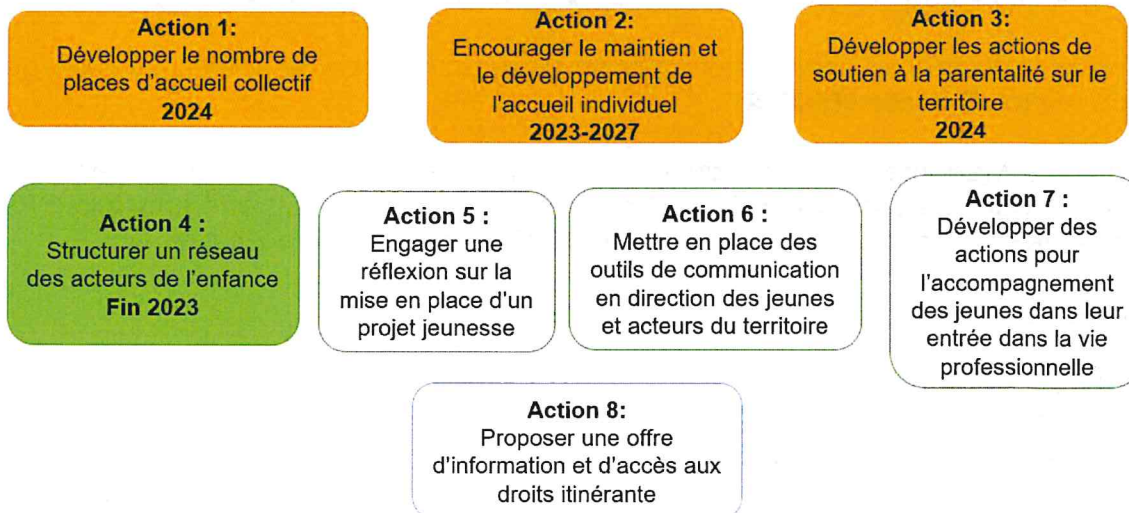 Action 1:
Développer le nombre de
places d'accueil collectif
2024
Action 2:
Encourager le maintien et
le développement de
l'accueil individuel
2023-2027
Action 3:
Développer les actions de
soutien à la parentalité sur le
territoire
2024
Action 4 :
Structurer un réseau
des acteurs de l'enfance
Fin 2023
Action 5 :
Engager une
réflexion sur la
mise en place d'un
projet jeunesse
Action 6 :
Mettre en place des
outils de communication
en direction des jeunes
et acteurs du territoire
Action 7 :
Développer des
actions pour
l'accompagnement
des jeunes dans leur
entrée dans la vie
professionnelle
Action 8:
Proposer une offre
d'information et d'accès aux
droits itinérante